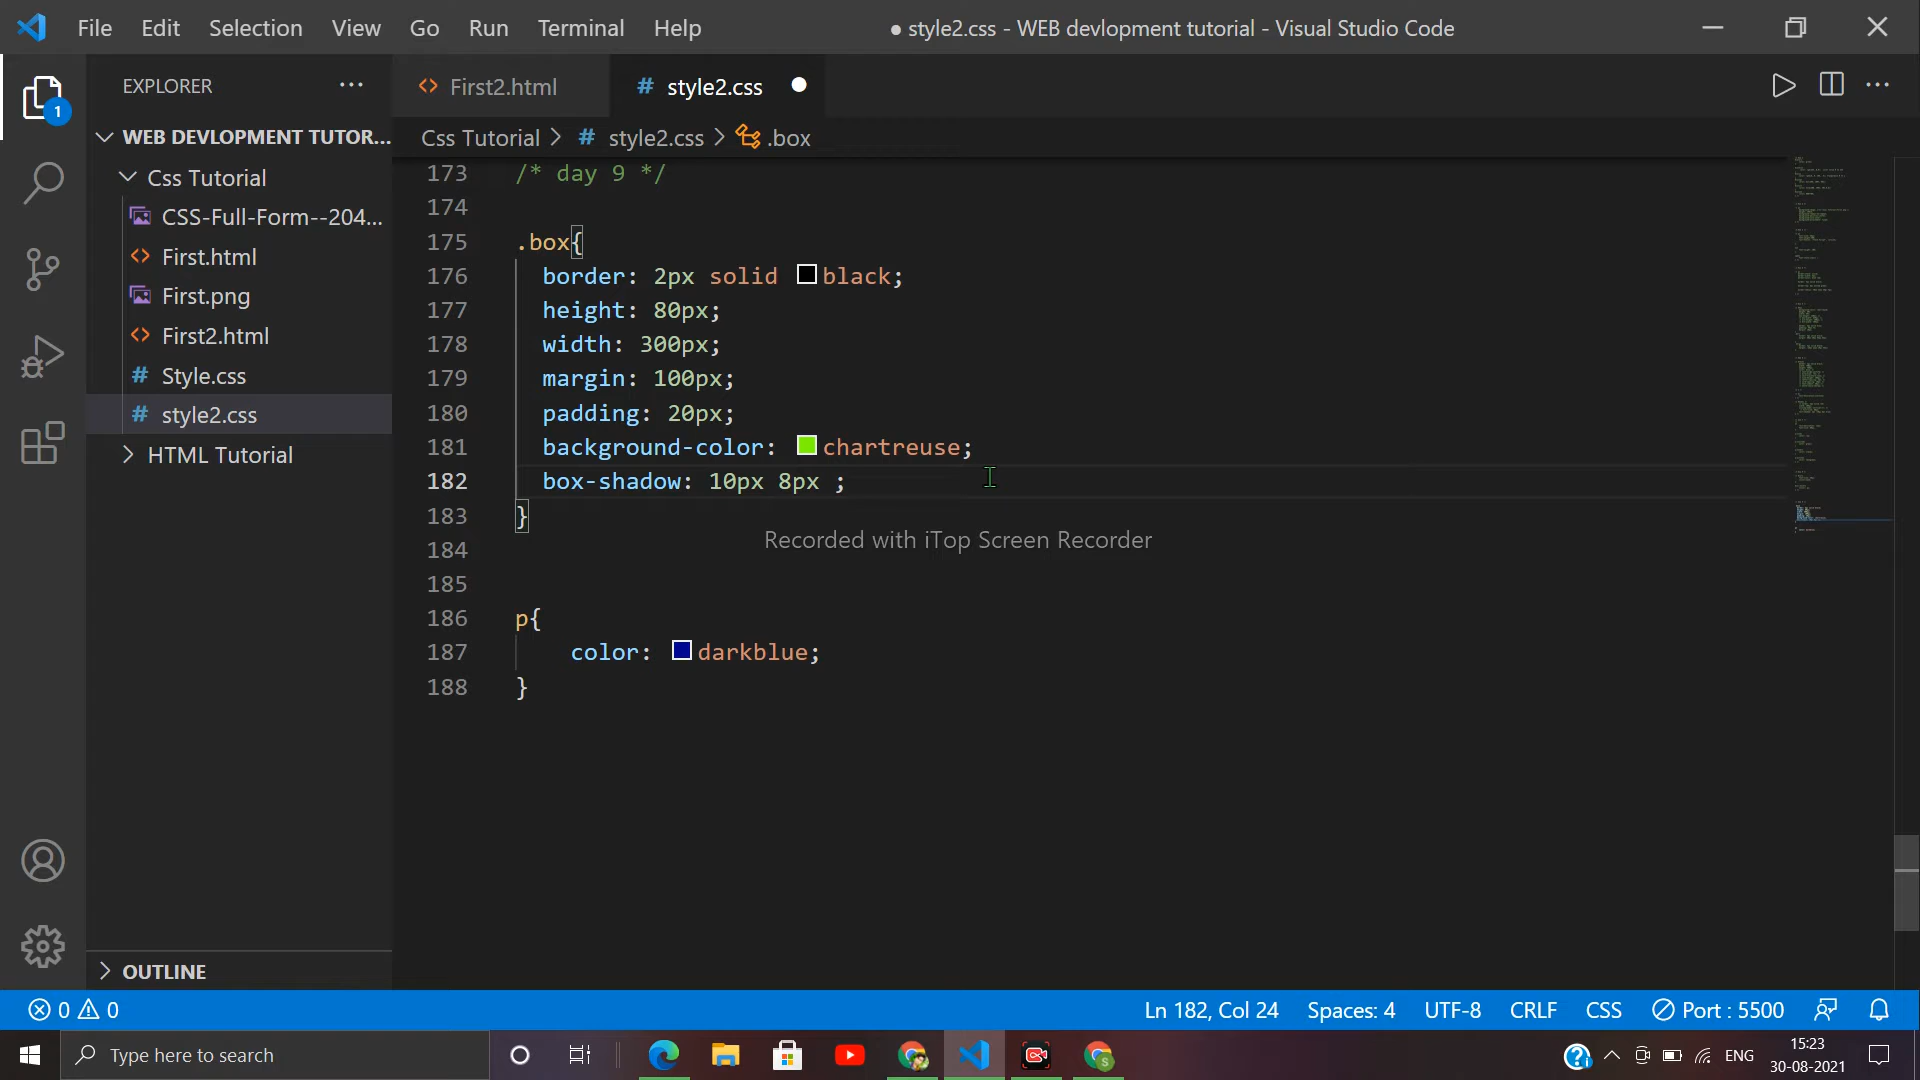 File Edit Selection View Go Run Terminal Help
● style2.css - WEB devlopment tutorial - Visual Studio Code
EXPLORER ...
<> First2.html
# style2.css ●
1
WEB DEVLOPMENT TUTOR...
Css Tutorial > # style2.css > .box
Css Tutorial
CSS-Full-Form--204...
<> First.html
First.png
<> First2.html
# Style.css
# style2.css
HTML Tutorial
173 /* day 9 */
174
175 .box{
176 border: 2px solid black;
177 height: 80px;
178 width: 300px;
179 margin: 100px;
180 padding: 20px;
181 background-color: chartreuse;
182 box-shadow: 10px 8px ;
183 }
Recorded with iTop Screen Recorder
184
185
186 p{
187 color: darkblue;
188 }
OUTLINE
0 0
Ln 182, Col 24 Spaces: 4 UTF-8 CRLF CSS Port : 5500
Type here to search
ENG
15:23
30-08-2021